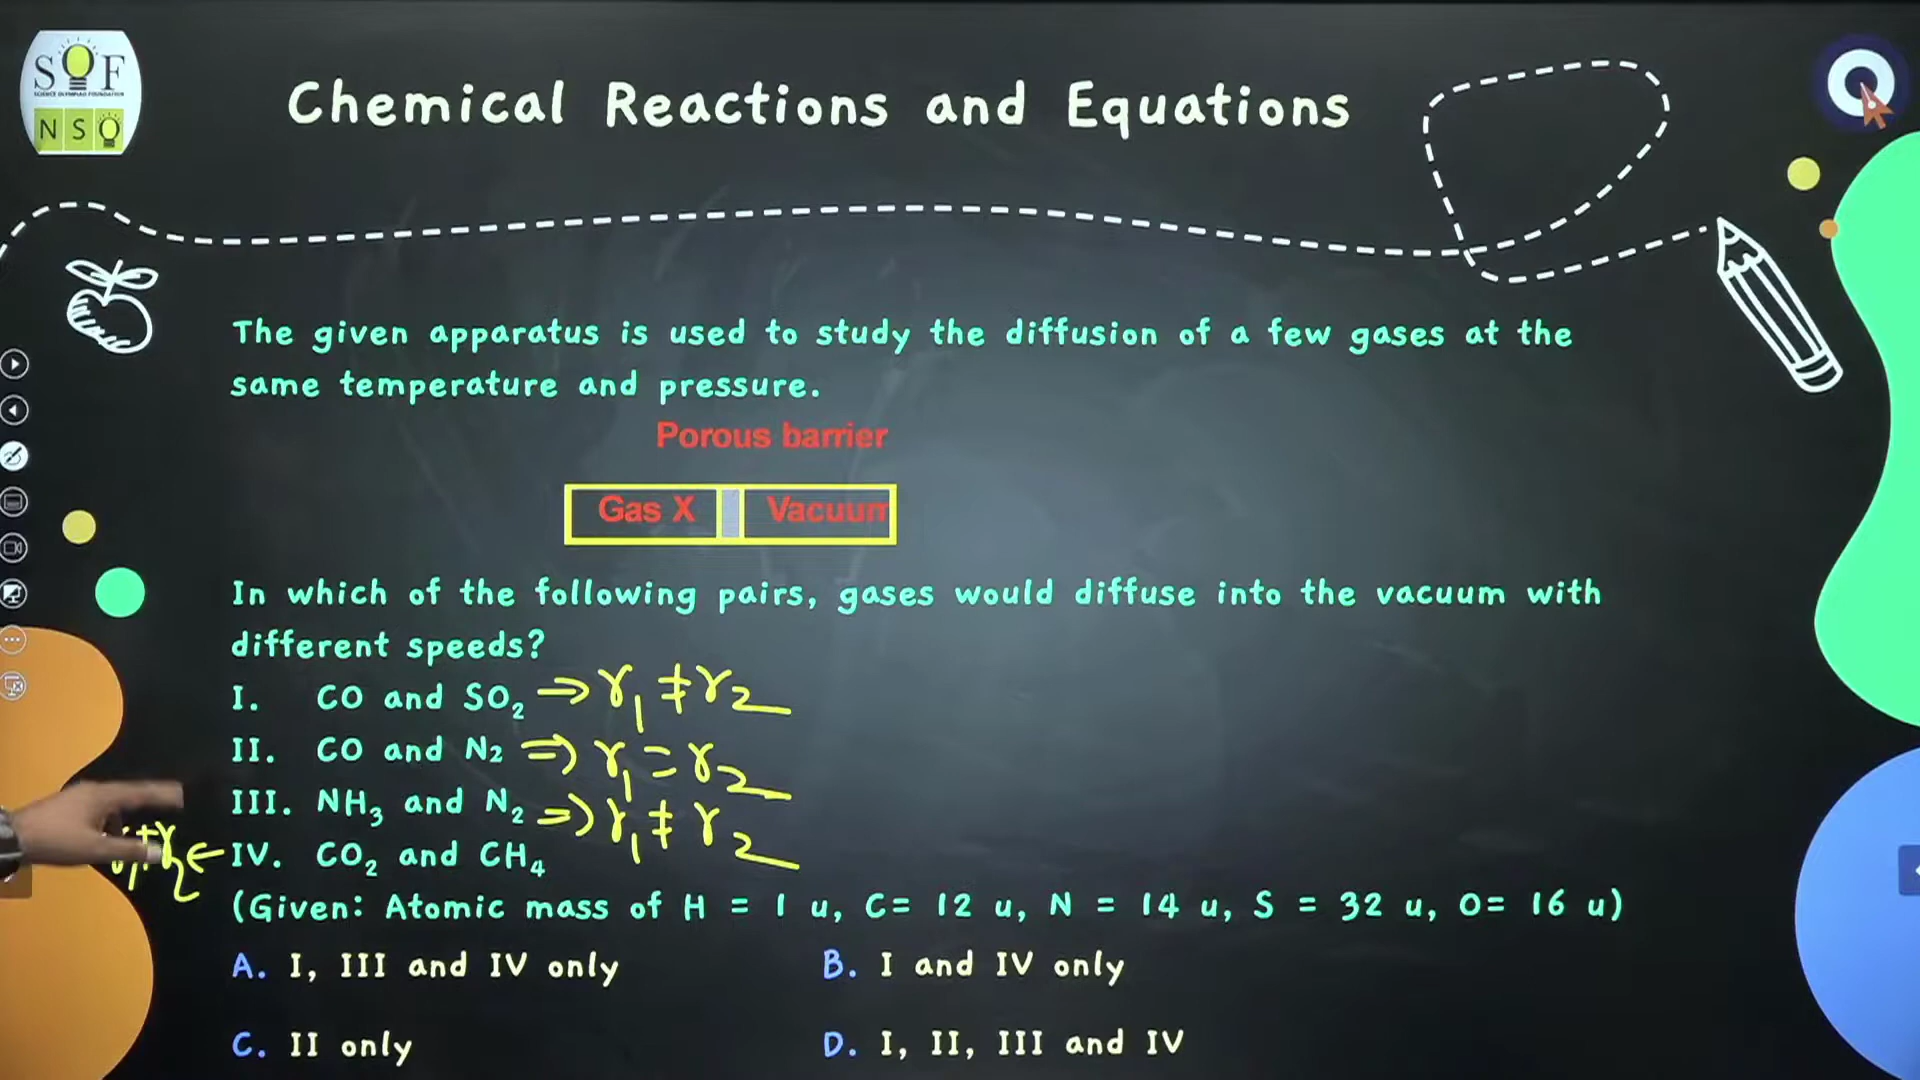 SOF
SCIENCE OLYMPIAD FOUNDATION
NSO
Chemical Reactions and Equations
The given apparatus is used to study the diffusion of a few gases at the
same temperature and pressure.
Porous barrier
Gas X Vacuum
In which of the following pairs, gases would diffuse into the vacuum with
different speeds?
I. CO and SO₂ ⇒ r₁ ≠ r₂
II. CO and N2 ⇒ r₁ = r₂
III. NH₃ and N₂ ⇒ r₁ ≠ r₂
IV. CO₂ and CH₄
(Given: Atomic mass of H = 1 u, C= 12 u, N = 14 u, S = 32 u, O= 16 u)
A. I, III and IV only
B. I and IV only
C. II only
D. I, II, III and IV